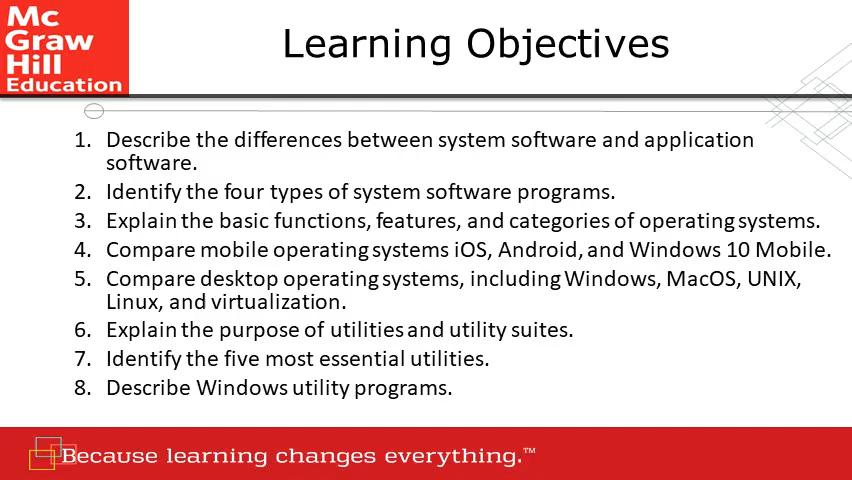 Mc
Graw
Hill
Education
Learning Objectives
1. Describe the differences between system software and application
software.
2. Identify the four types of system software programs.
3. Explain the basic functions, features, and categories of operating systems.
4. Compare mobile operating systems iOS, Android, and Windows 10 Mobile.
5. Compare desktop operating systems, including Windows, MacOS, UNIX,
Linux, and virtualization.
6. Explain the purpose of utilities and utility suites.
7. Identify the five most essential utilities.
8. Describe Windows utility programs.
Because learning changes everything.™